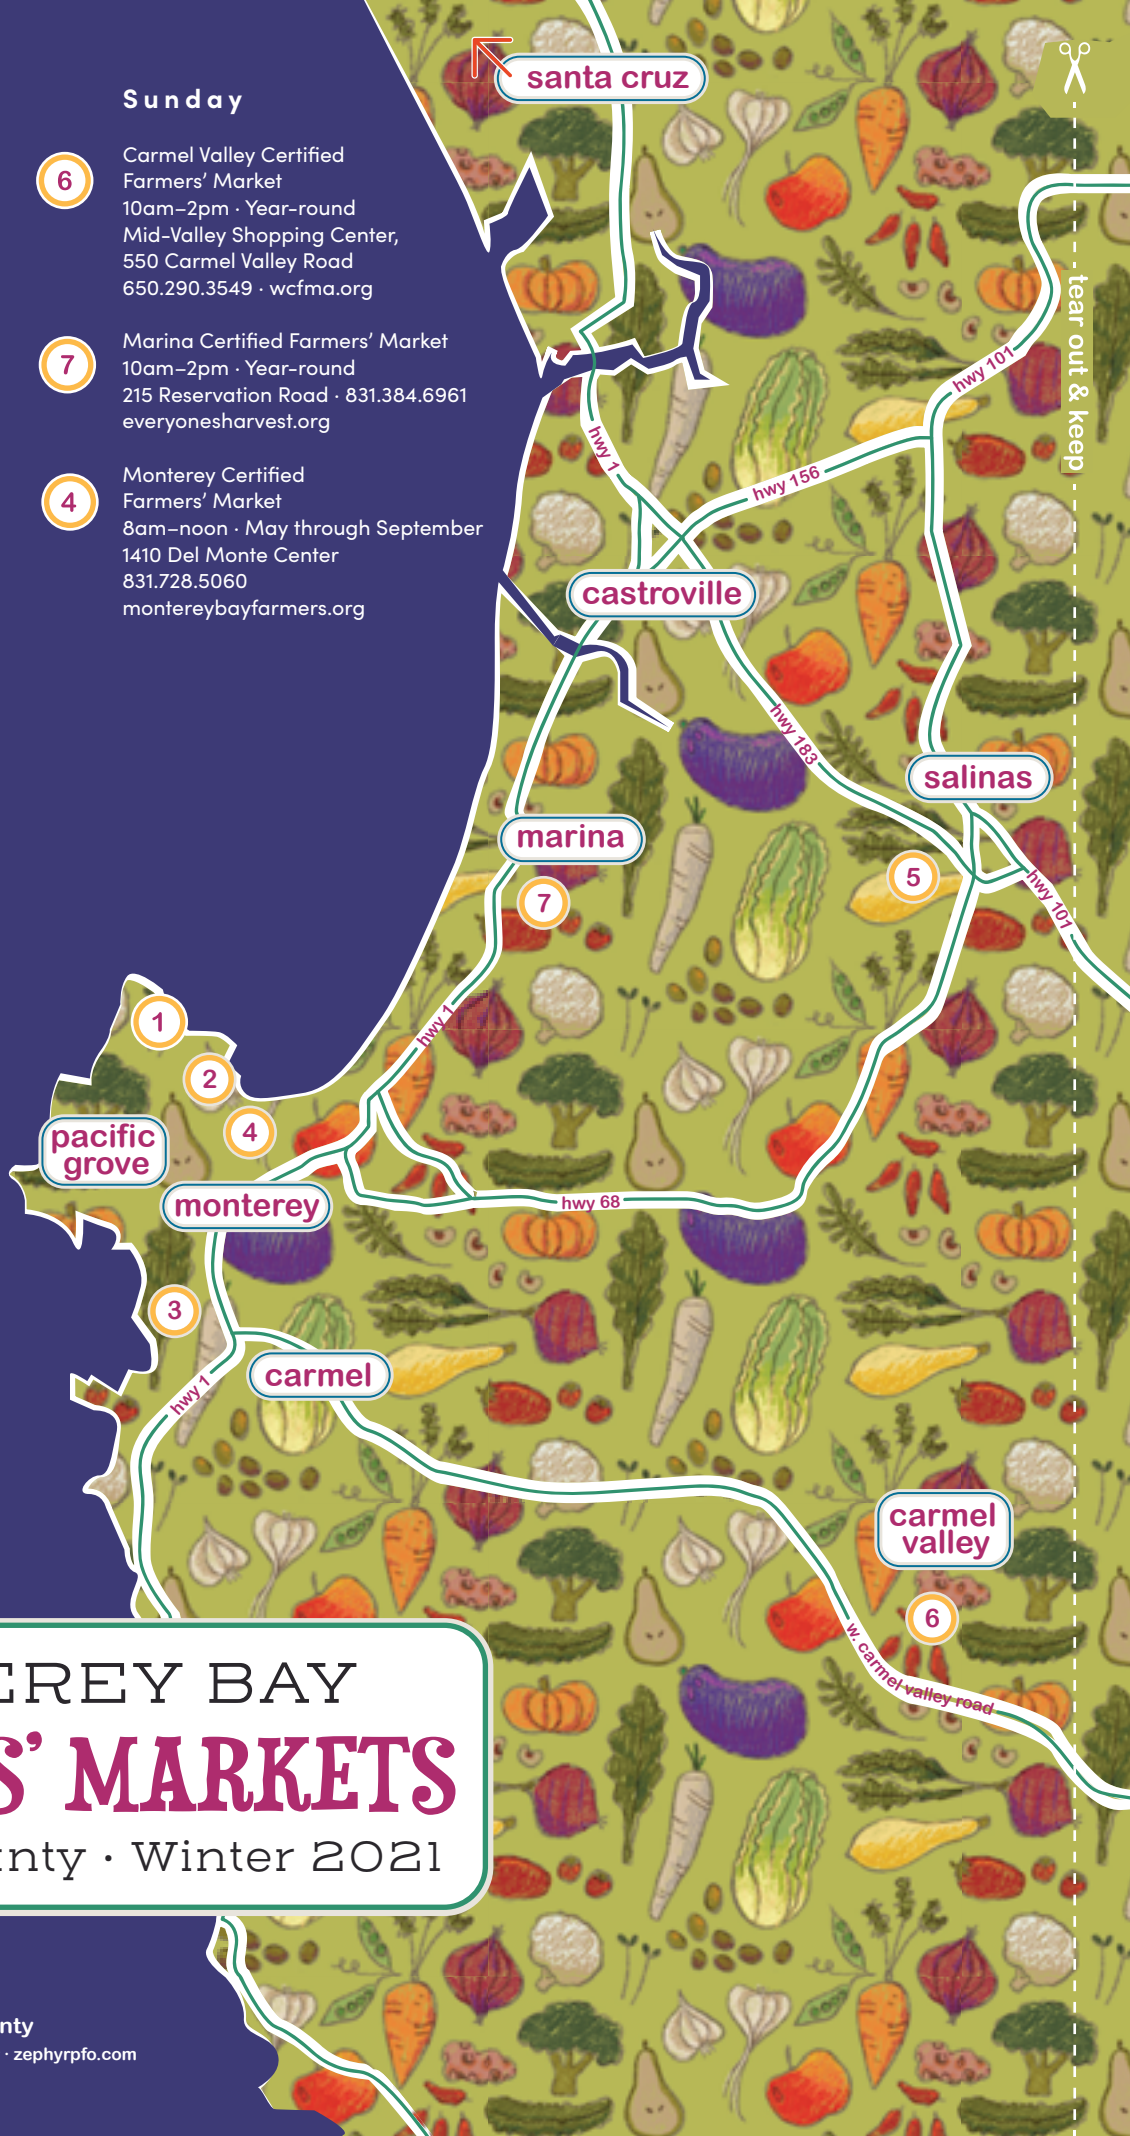 Sunday
6
Carmel Valley Certified
Farmers’ Market
10am–2pm · Year-round
Mid-Valley Shopping Center,
550 Carmel Valley Road
650.290.3549 · wcfma.org
7
Marina Certified Farmers’ Market
10am–2pm · Year-round
215 Reservation Road · 831.384.6961
everyonesharvest.org
4
Monterey Certified
Farmers’ Market
8am–noon · May through September
1410 Del Monte Center
831.728.5060
montereybayfarmers.org
santa cruz
tear out & keep
hwy 101
hwy 1
hwy 156
castroville
hwy 183
salinas
marina
5
7
hwy 101
hwy 1
1
2
4
pacific
grove
monterey
hwy 68
3
carmel
hwy 1
carmel
valley
6
w. carmel valley road
EREY BAY
S’ MARKETS
nty · Winter 2021
nty
· zephyrpfo.com